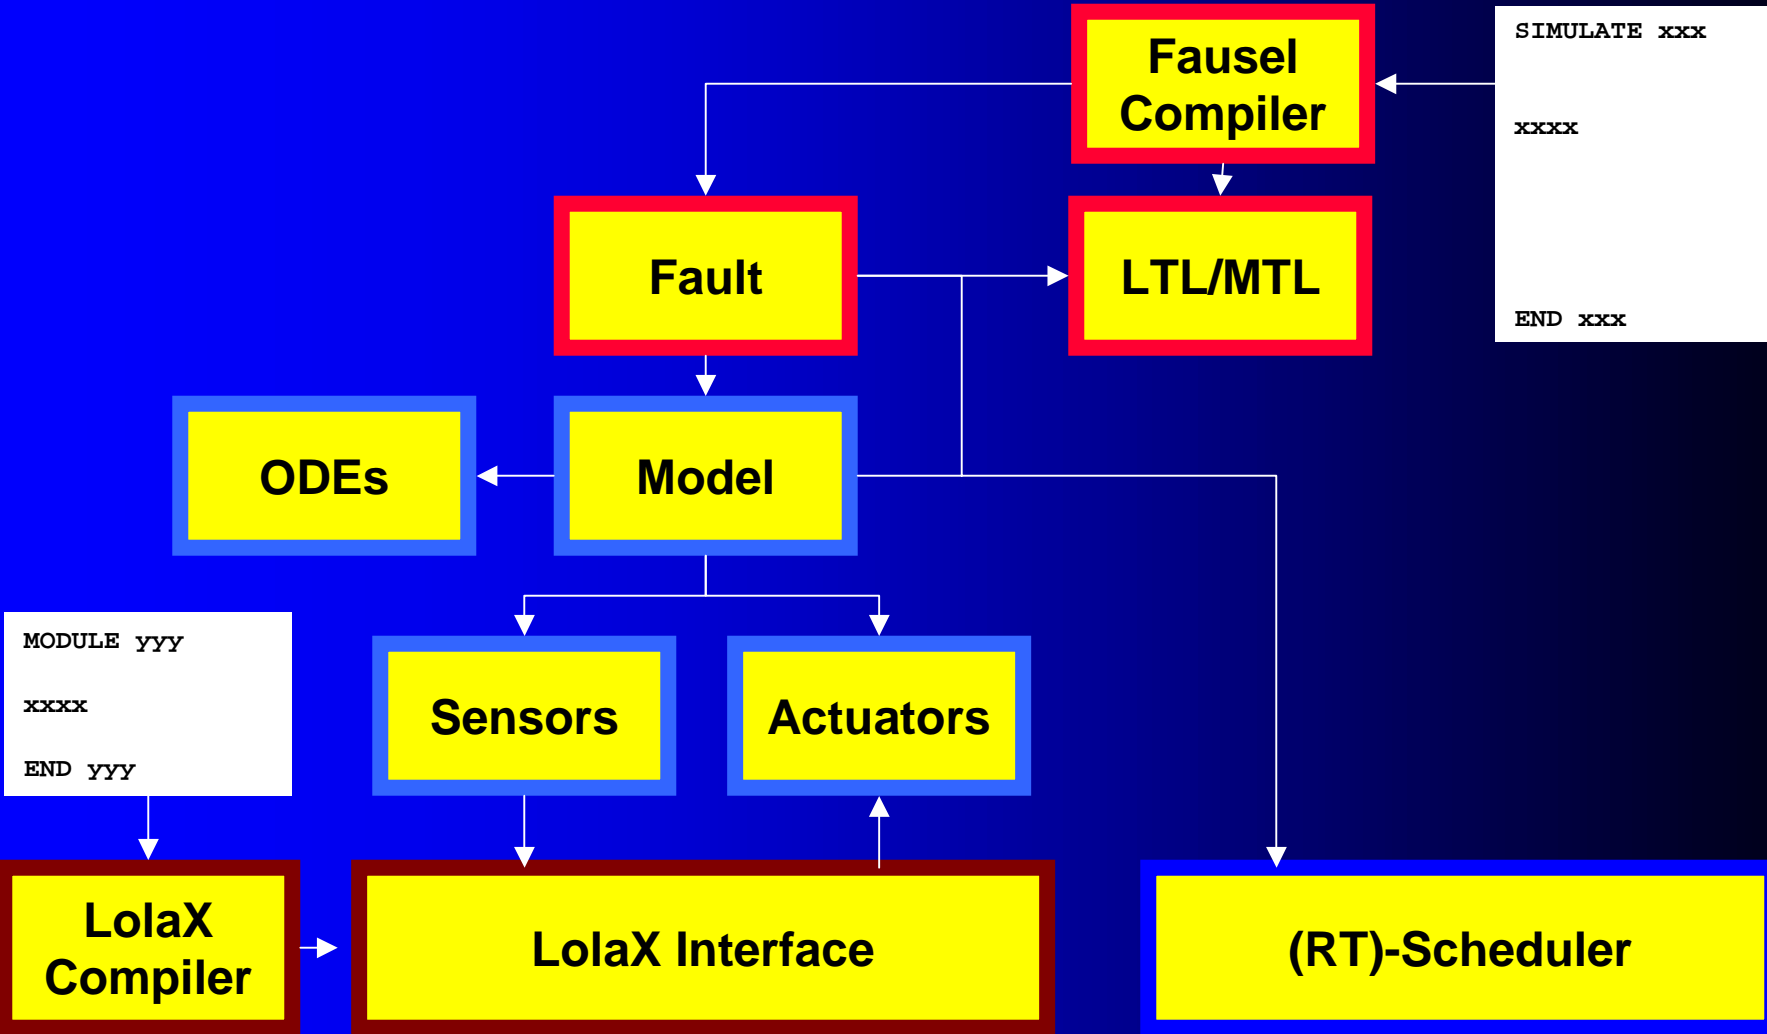 Fausel
Compiler
SIMULATE xxx
xxxx
END xxx
Fault
LTL/MTL
ODEs
Model
MODULE yyy
xxxx
END yyy
Sensors
Actuators
LolaX
Compiler
LolaX Interface
(RT)-Scheduler